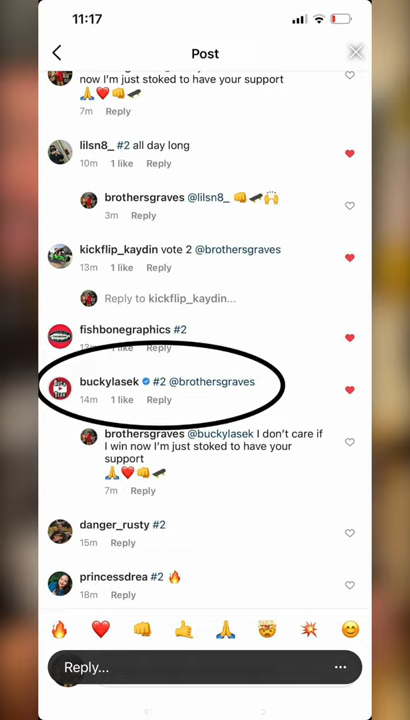 11:17
Post
now I'm just stoked to have your support
🙏❤️👊🛹
7m Reply
lilsn8_ #2 all day long
10m 1 like Reply
brothersgraves @lilsn8_ 👊🛹🙌
3m Reply
kickflip_kaydin vote 2 @brothersgraves
13m 1 like Reply
Reply to kickflip_kaydin...
fishbonegraphics #2
1 like Reply
buckylasek #2 @brothersgraves
14m 1 like Reply
brothersgraves @buckylasek I don't care if
I win now I'm just stoked to have your
support
🙏❤️👊🛹
7m Reply
danger_rusty #2
15m Reply
princessdrea #2 🔥
18m Reply
🔥❤️👊🤙🙏🤯💥😊
Reply...